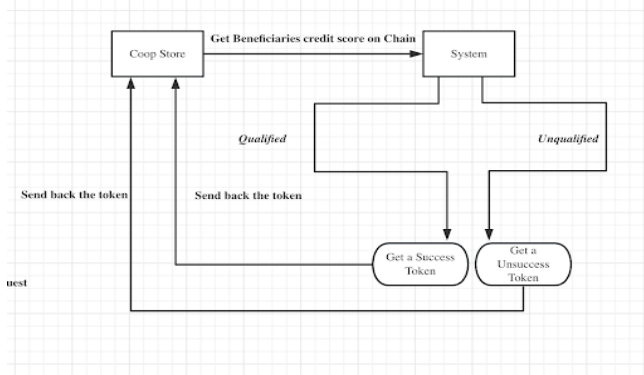 Get Beneficiaries credit score on Chain
Coop Store
System
Qualified
Unqualified
Send back the token
Send back the token
Get a Success
Token
Get a
Unsuccess
Token
uest